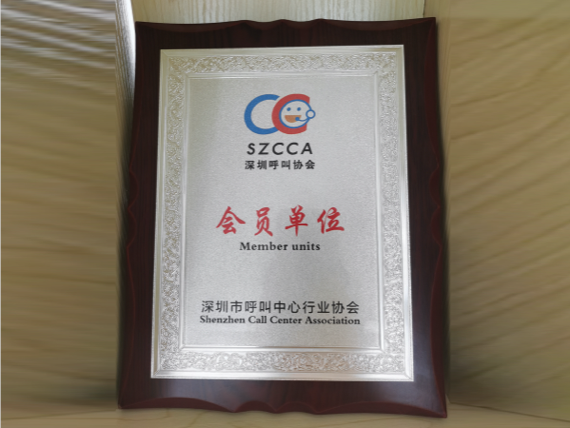 SZCCA
深圳呼叫协会
会员单位
Member units
深圳市呼叫中心行业协会
Shenzhen Call Center Association